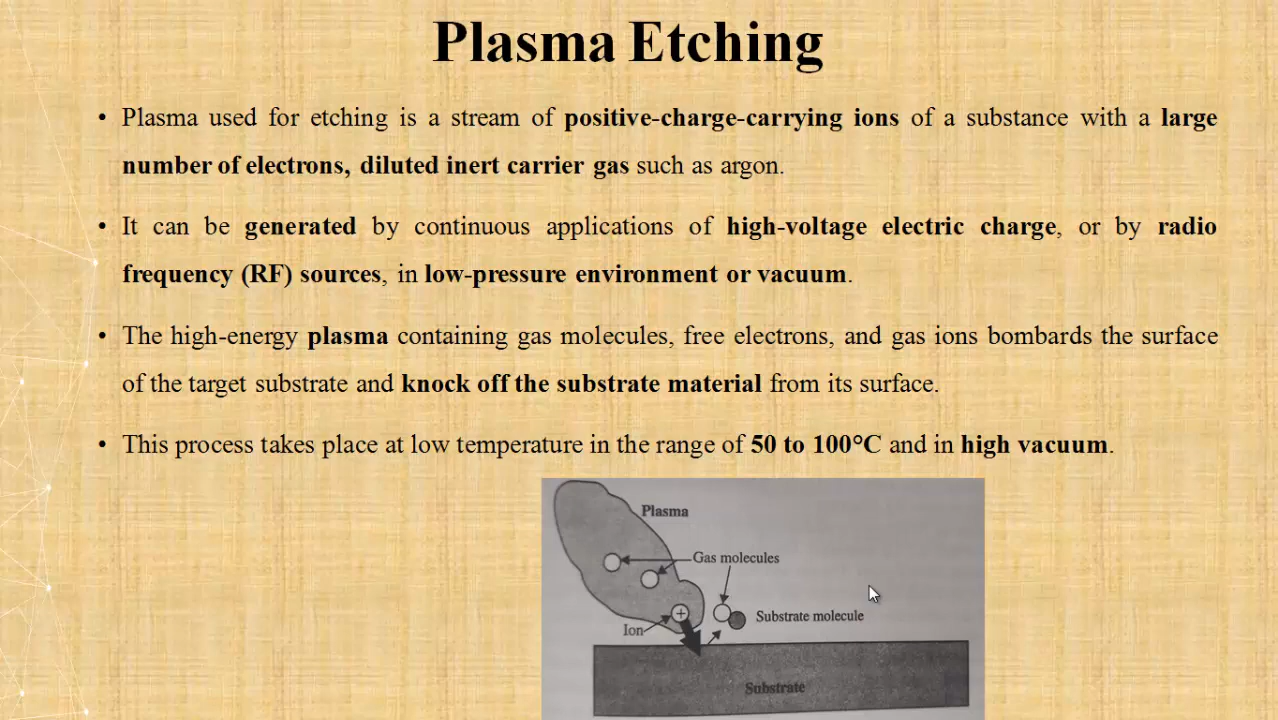 Plasma Etching
• Plasma used for etching is a stream of positive-charge-carrying ions of a substance with a large
number of electrons, diluted inert carrier gas such as argon.
• It can be generated by continuous applications of high-voltage electric charge, or by radio
frequency (RF) sources, in low-pressure environment or vacuum.
• The high-energy plasma containing gas molecules, free electrons, and gas ions bombards the surface
of the target substrate and knock off the substrate material from its surface.
• This process takes place at low temperature in the range of 50 to 100°C and in high vacuum.
Plasma
Gas molecules
Substrate molecule
Ion
+
Substrate